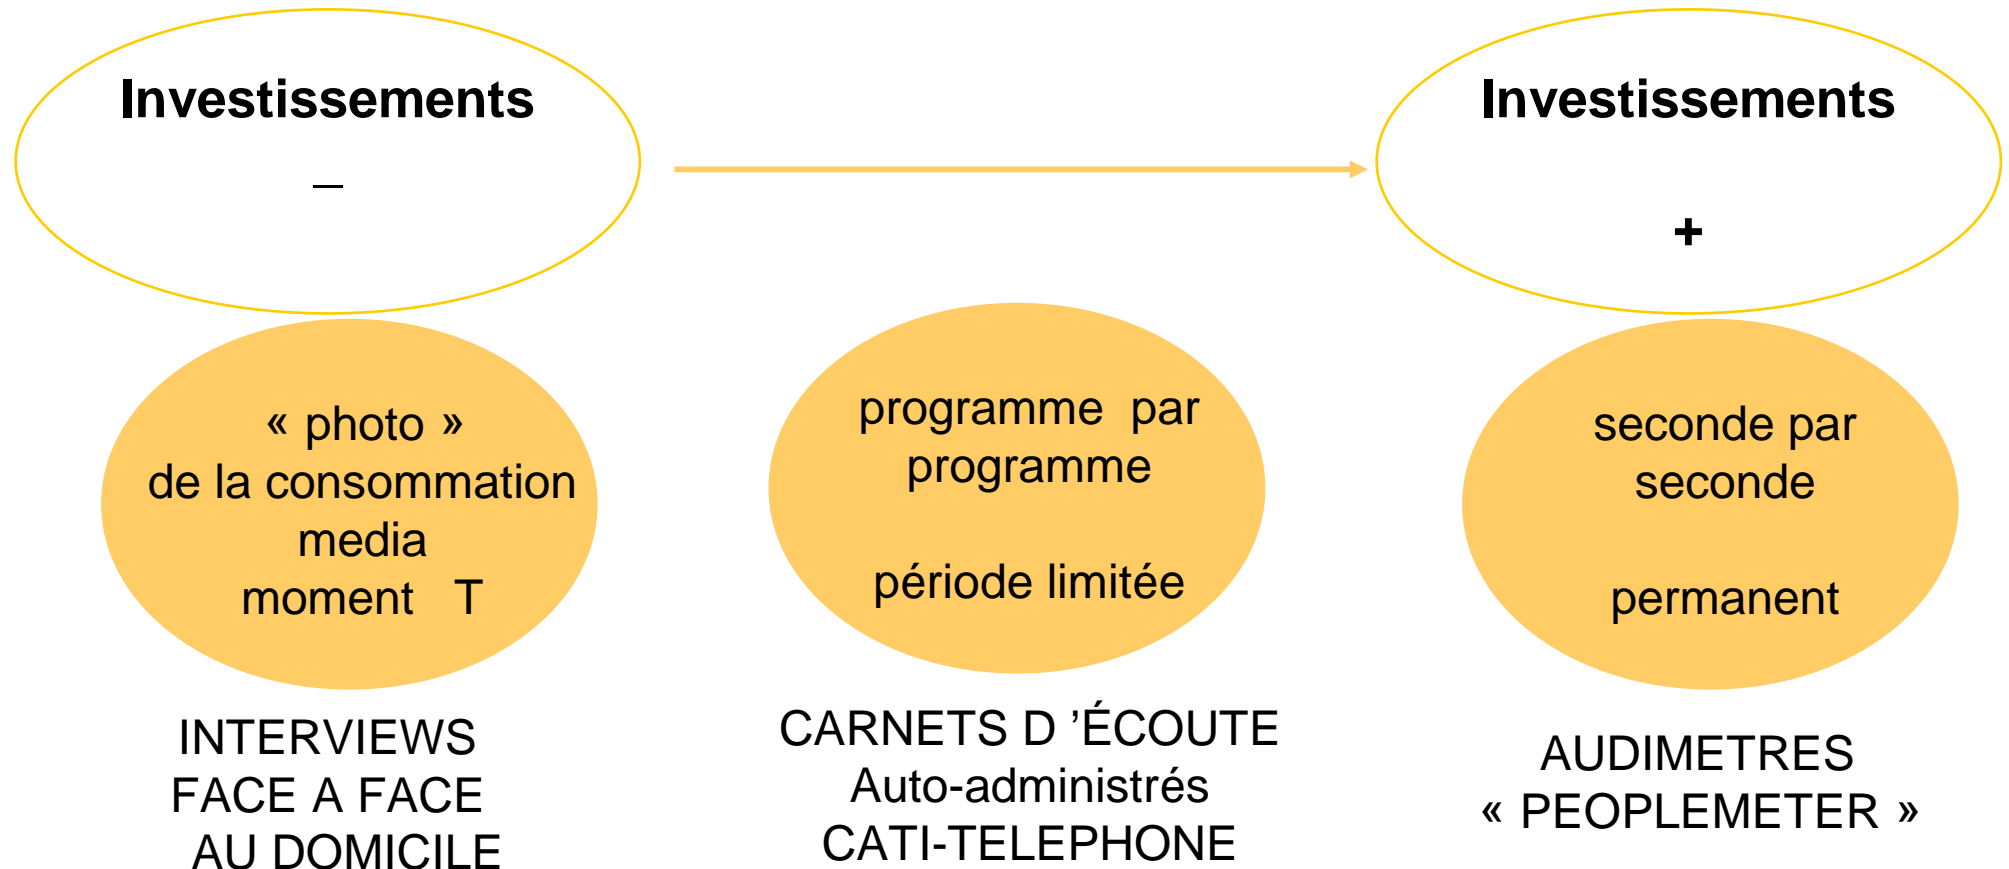 Investissements
–
Investissements
+
« photo »
de la consommation
media
moment T
programme par
programme
période limitée
seconde par
seconde
permanent
INTERVIEWS
FACE A FACE
AU DOMICILE
CARNETS D ’ÉCOUTE
Auto-administrés
CATI-TELEPHONE
AUDIMETRES
« PEOPLEMETER »